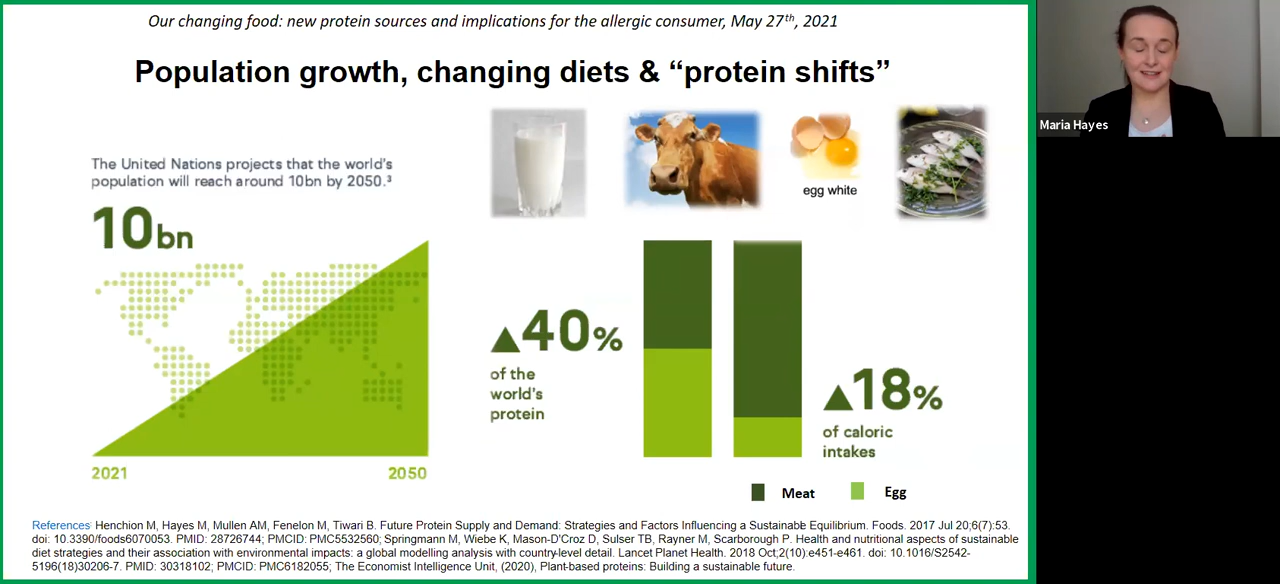 Our changing food: new protein sources and implications for the allergic consumer, May 27th, 2021
Population growth, changing diets & “protein shifts”
Maria Hayes
The United Nations projects that the world's
population will reach around 10bn by 2050.³
10bn
egg white
▲40%
of the
world's
protein
▲18%
of caloric
intakes
2021
2050
Meat
Egg
References Henchion M, Hayes M, Mullen AM, Fenelon M, Tiwari B. Future Protein Supply and Demand: Strategies and Factors Influencing a Sustainable Equilibrium. Foods. 2017 Jul 20;6(7):53.
doi: 10.3390/foods6070053. PMID: 28726744; PMCID: PMC5532560; Springmann M, Wiebe K, Mason-D'Croz D, Sulser TB, Rayner M, Scarborough P. Health and nutritional aspects of sustainable
diet strategies and their association with environmental impacts: a global modelling analysis with country-level detail. Lancet Planet Health. 2018 Oct;2(10):e451-e461. doi: 10.1016/S2542-
5196(18)30206-7. PMID: 30318102; PMCID: PMC6182055; The Economist Intelligence Unit, (2020), Plant-based proteins: Building a sustainable future.